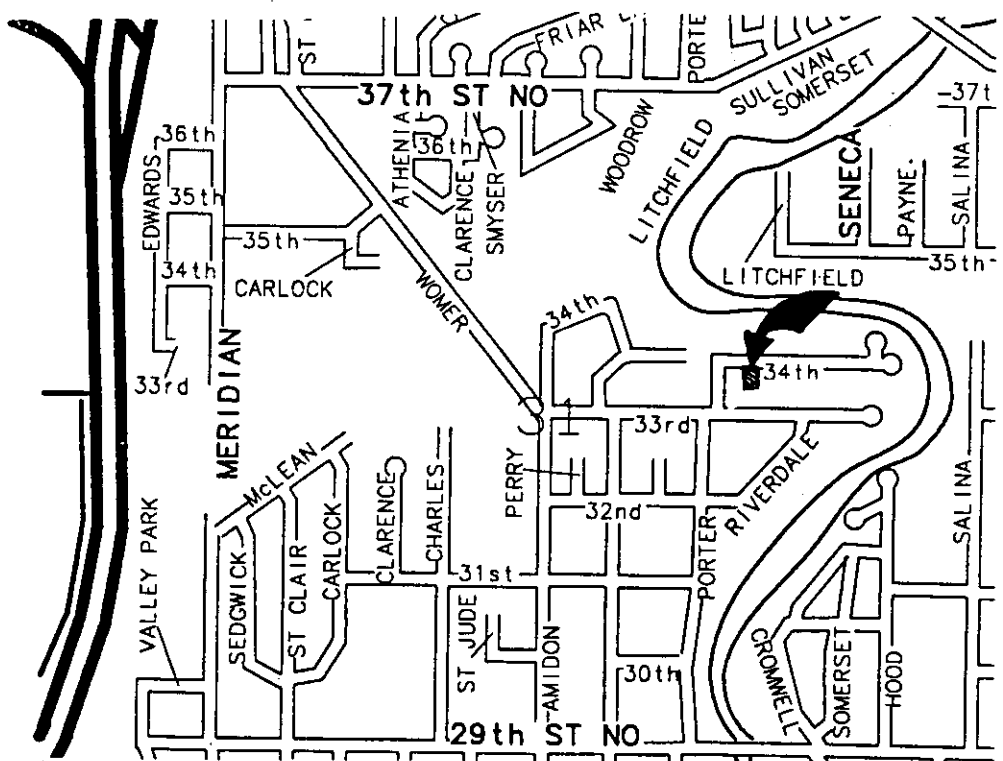 ST
FRIAR L
PORTE
37th ST NO
SULLIVAN
SOMERSET
-37t
36th
ATHENIA
36th
CLARENCE
SMYSER
WOODROW
LITCHFIELD
SENECA
PAYNE.
SALINA
EDWARDS
35th
35th
34th
CARLOCK
WOMER
LITCHFIELD
35th-
34th
33rd
MERIDIAN
34th
33rd
McLEAN
PERRY
32nd
RIVERDALE
SALINA
VALLEY PARK
SEDGWICK
ST CLAIR
CARLOCK
CLARENCE
CHARLES
31st
PORTER
ST JUDE
AMIDON
30th
CROMWELL
SOMERSET
HOOD
29th ST NO